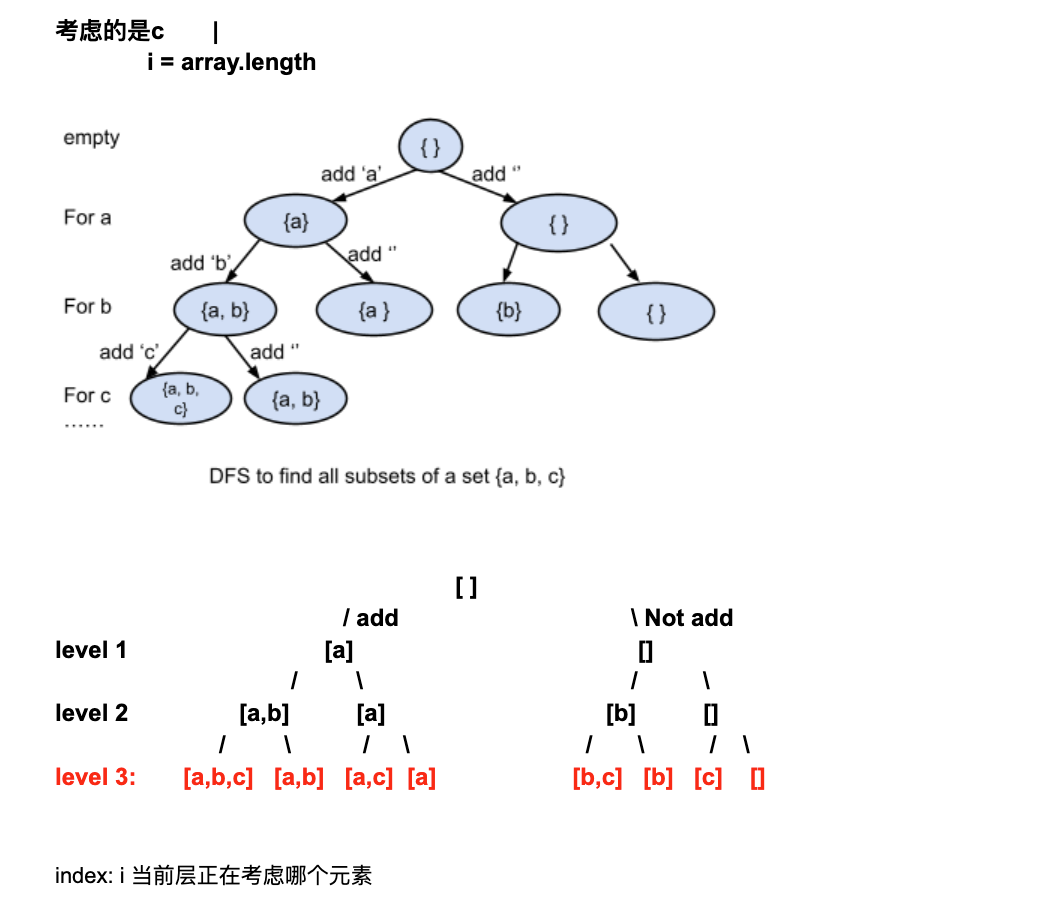 考虑的是c |
i = array.length
empty
{ }
add ‘a’ add ‘’
For a {a} { }
add ‘b’ add ‘’
For b {a, b} {a } {b} { }
add ‘c’ add ‘’
For c {a, b, c} {a, b}
······
DFS to find all subsets of a set {a, b, c}
[ ]
/ add \ Not add
level 1 [a] []
/ \ / \
level 2 [a,b] [a] [b] []
/ \ / \ / \ / \
level 3: [a,b,c] [a,b] [a,c] [a] [b,c] [b] [c] []
index: i 当前层正在考虑哪个元素